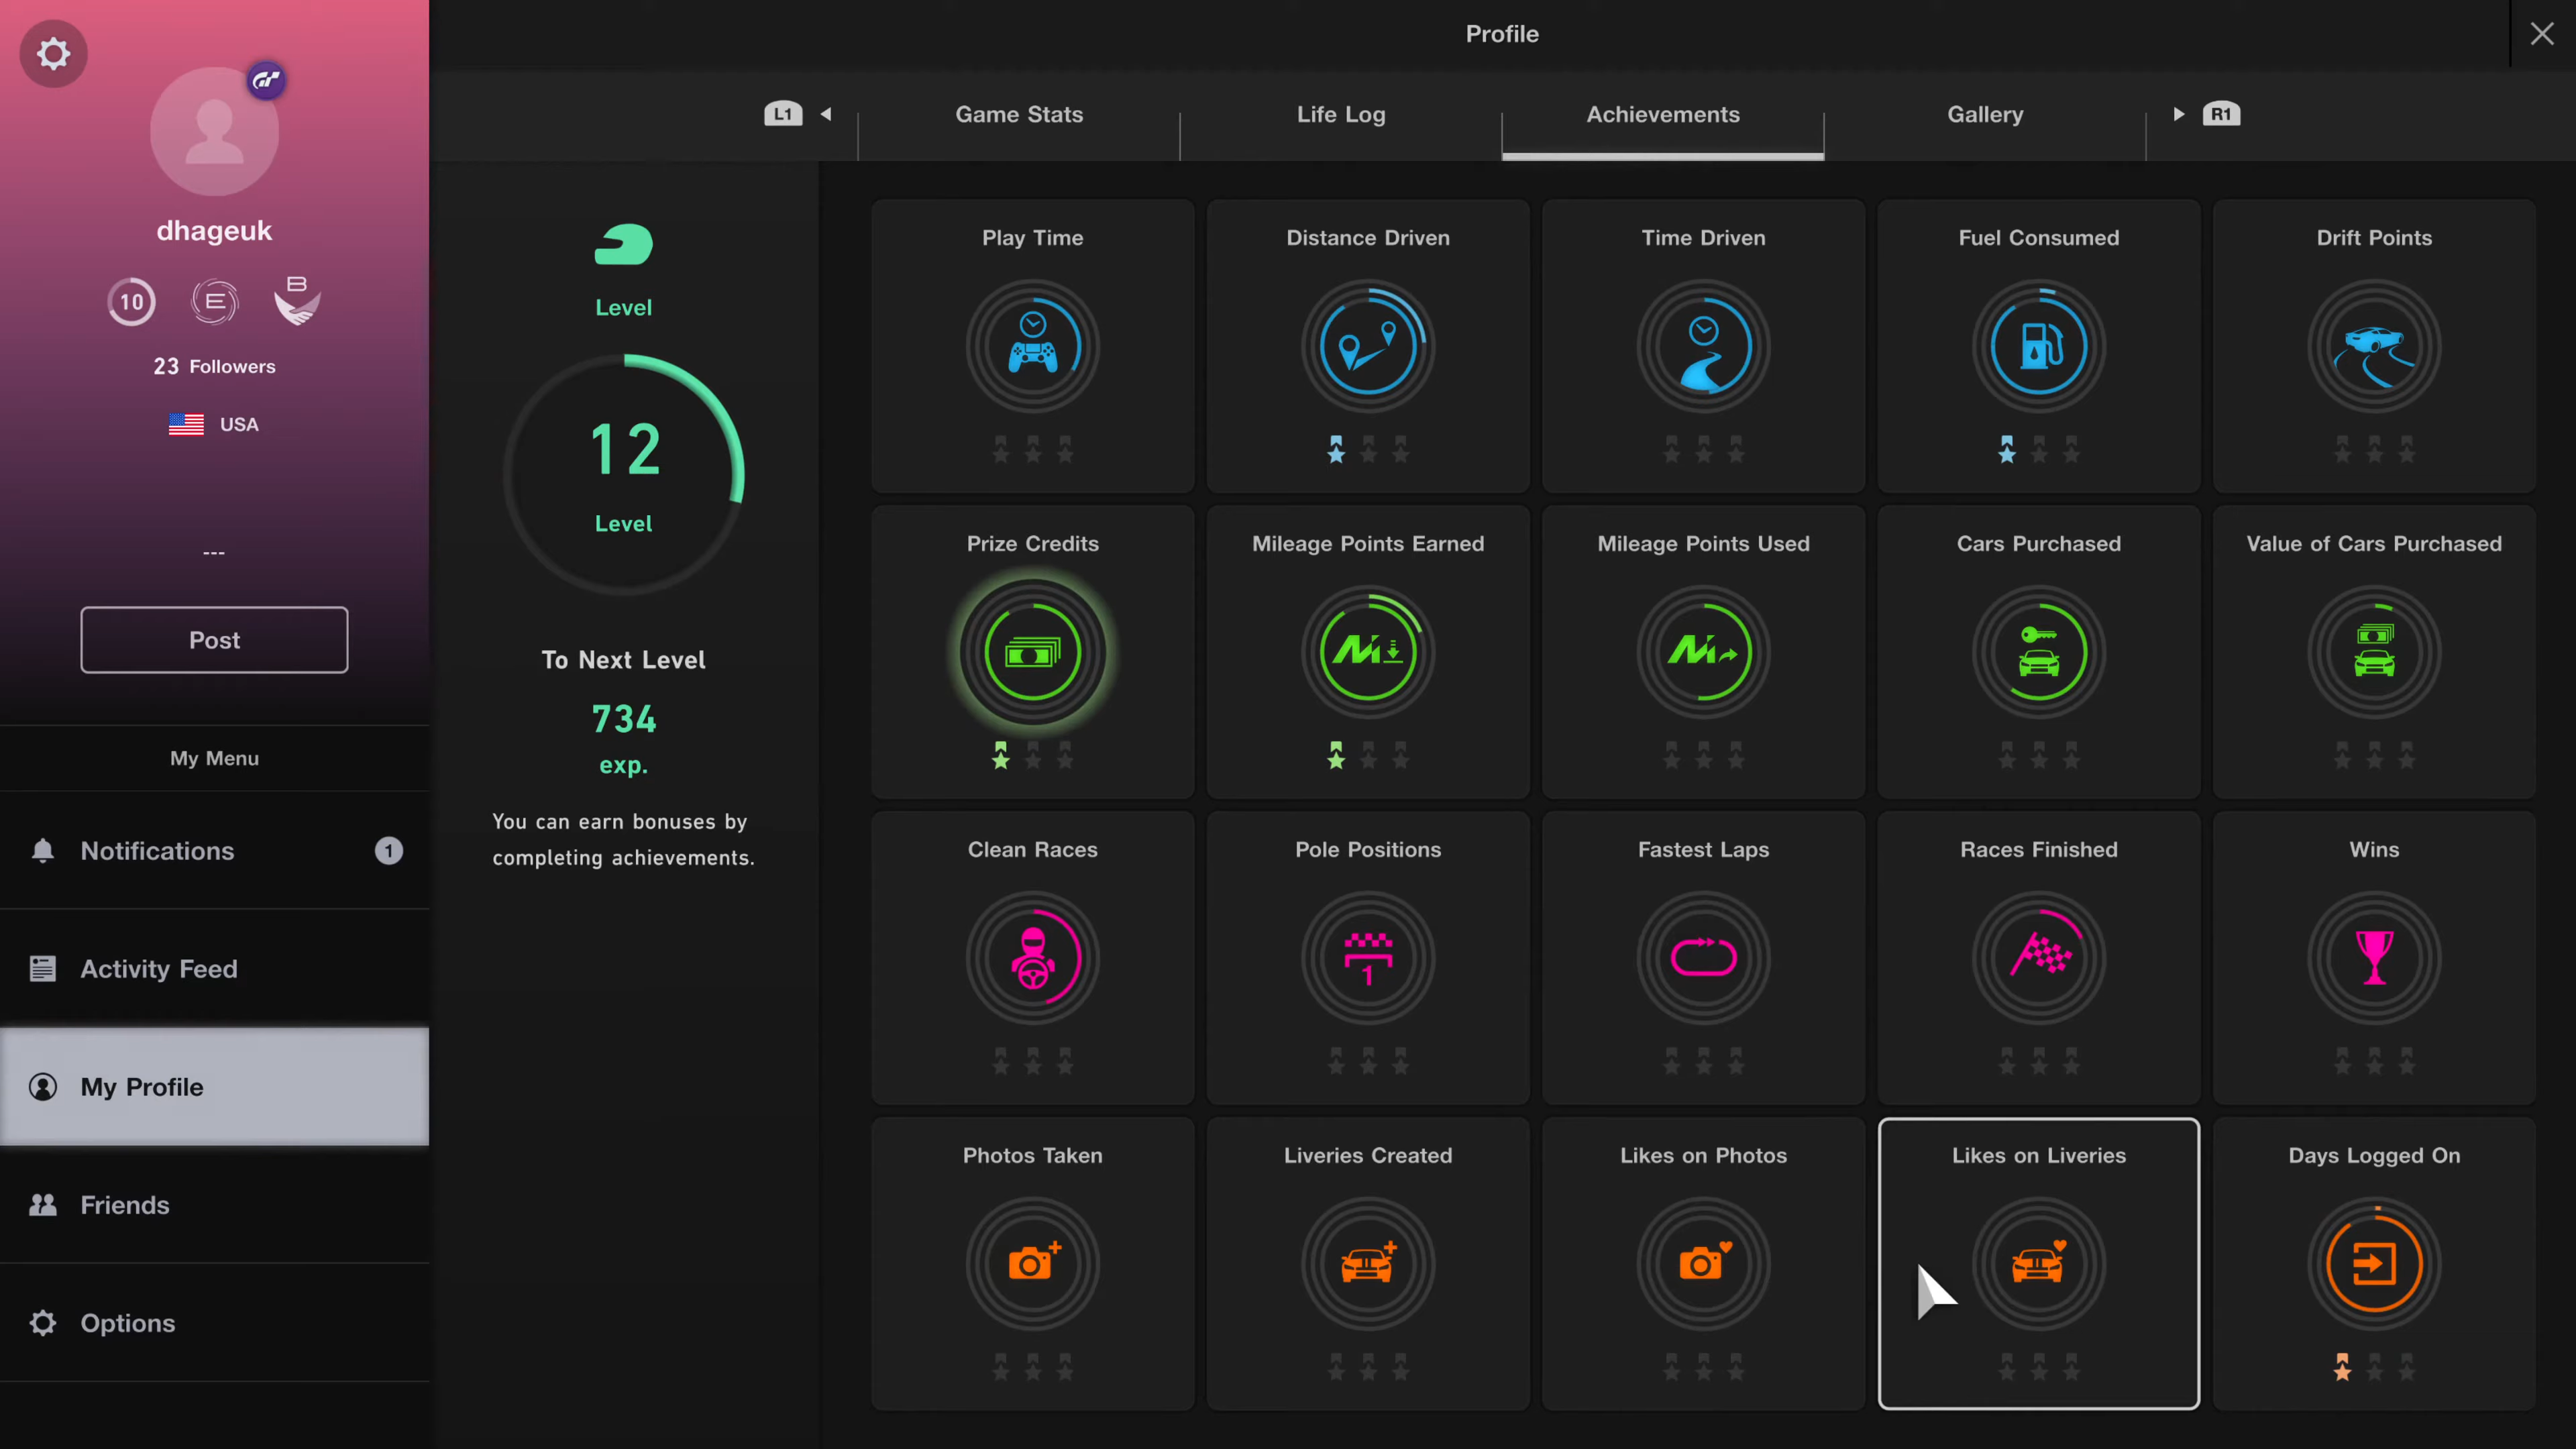 Profile
L1
Game Stats
Life Log
Achievements
Gallery
R1
dhageuk
10
E
B
23 Followers
USA
---
Post
My Menu
Notifications
1
Activity Feed
My Profile
Friends
Options
Level
12
Level
To Next Level
734
exp.
You can earn bonuses by
completing achievements.
Play Time
Distance Driven
Time Driven
Fuel Consumed
Drift Points
Prize Credits
Mileage Points Earned
Mileage Points Used
Cars Purchased
Value of Cars Purchased
Clean Races
Pole Positions
1
Fastest Laps
Races Finished
Wins
Photos Taken
Liveries Created
Likes on Photos
Likes on Liveries
Days Logged On